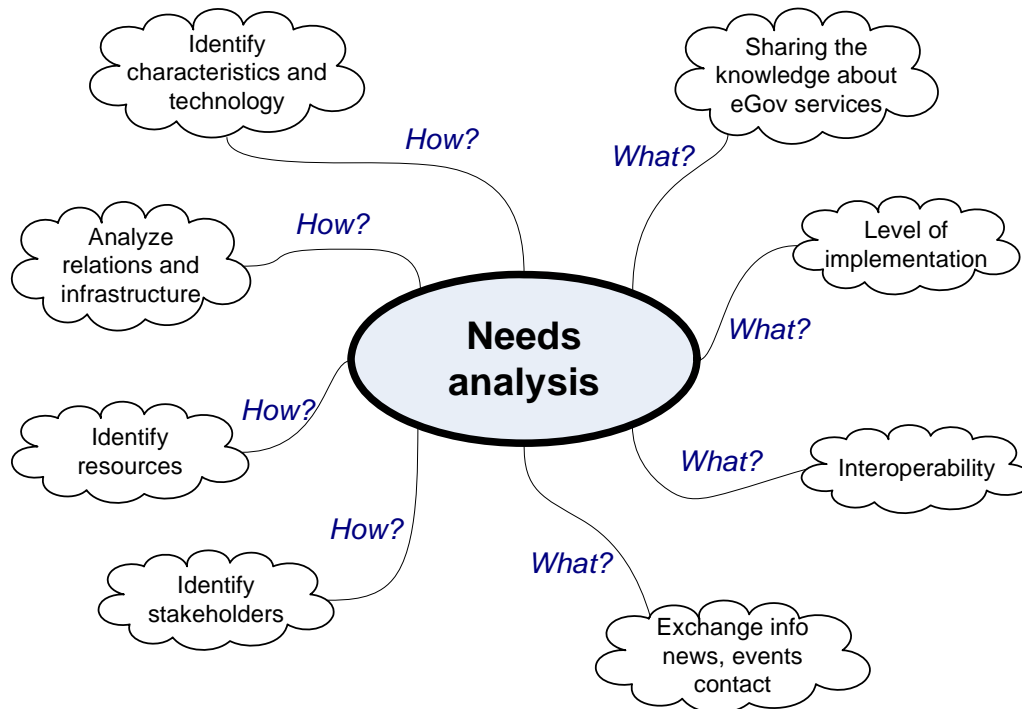 Identify
characteristics and
technology
How?
Sharing the
knowledge about
eGov services
What?
Analyze
relations and
infrastructure
How?
Level of
implementation
What?
Needs
analysis
Identify
resources
How?
Interoperability
What?
Identify
stakeholders
How?
Exchange info
news, events
contact
What?